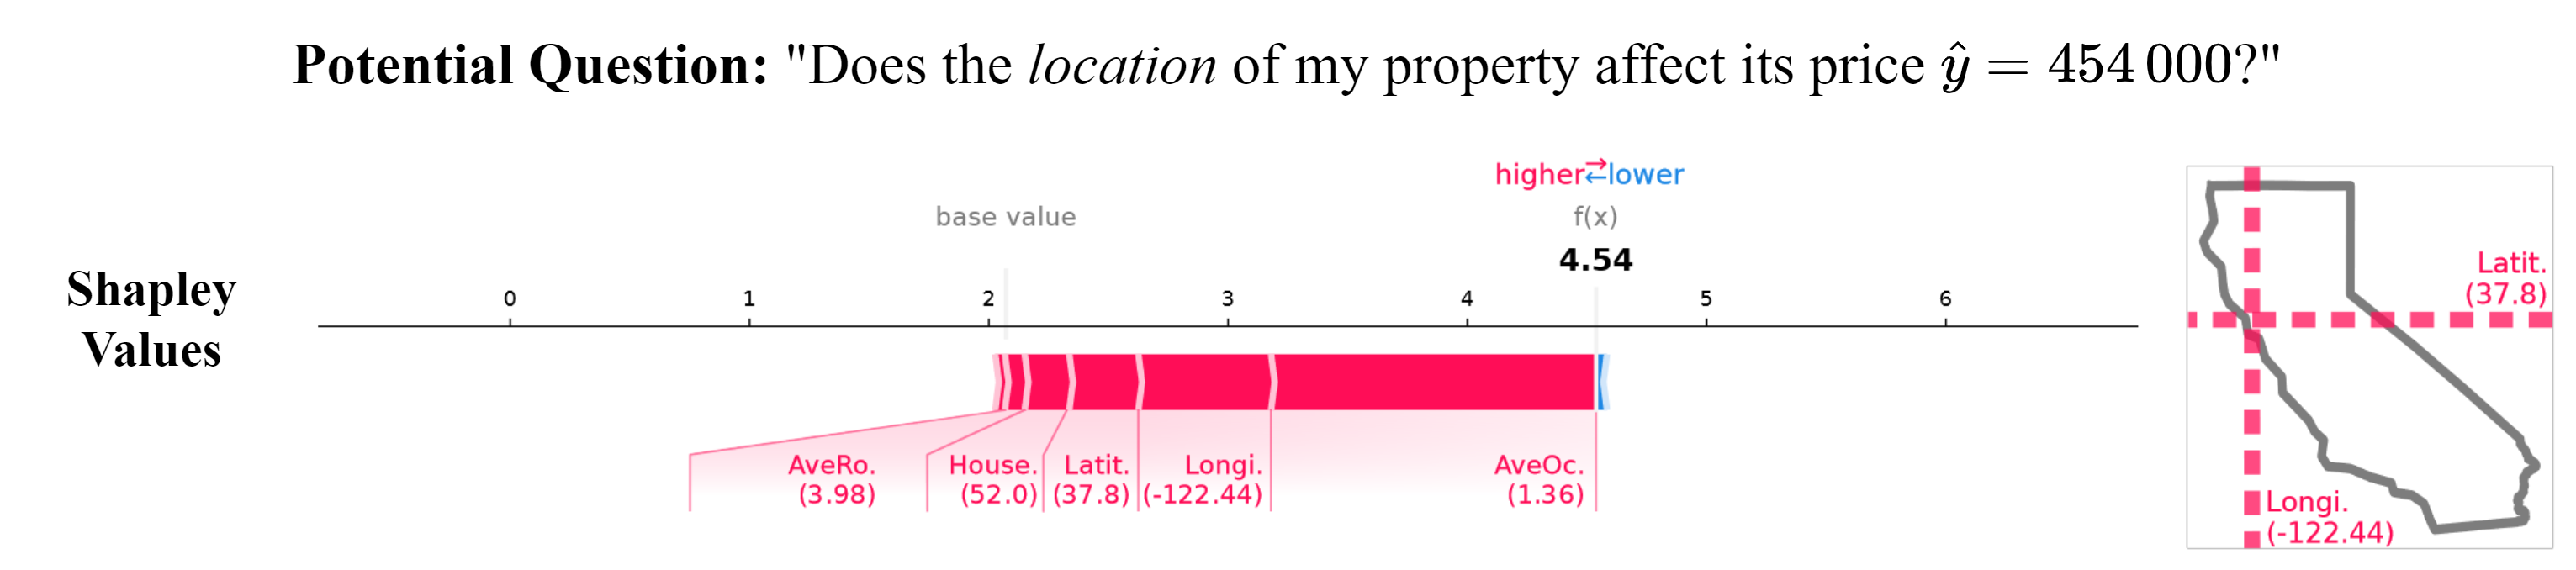 Potential Question: "Does the location of my property affect its price ŷ = 454 000?"
higher⇄lower
base value
f(x)
4.54
Shapley
Values
0 1 2 3 4 5 6
AveRo.
(3.98)
House.
(52.0)
Latit.
(37.8)
Longi.
(-122.44)
AveOc.
(1.36)
Latit.
(37.8)
Longi.
(-122.44)